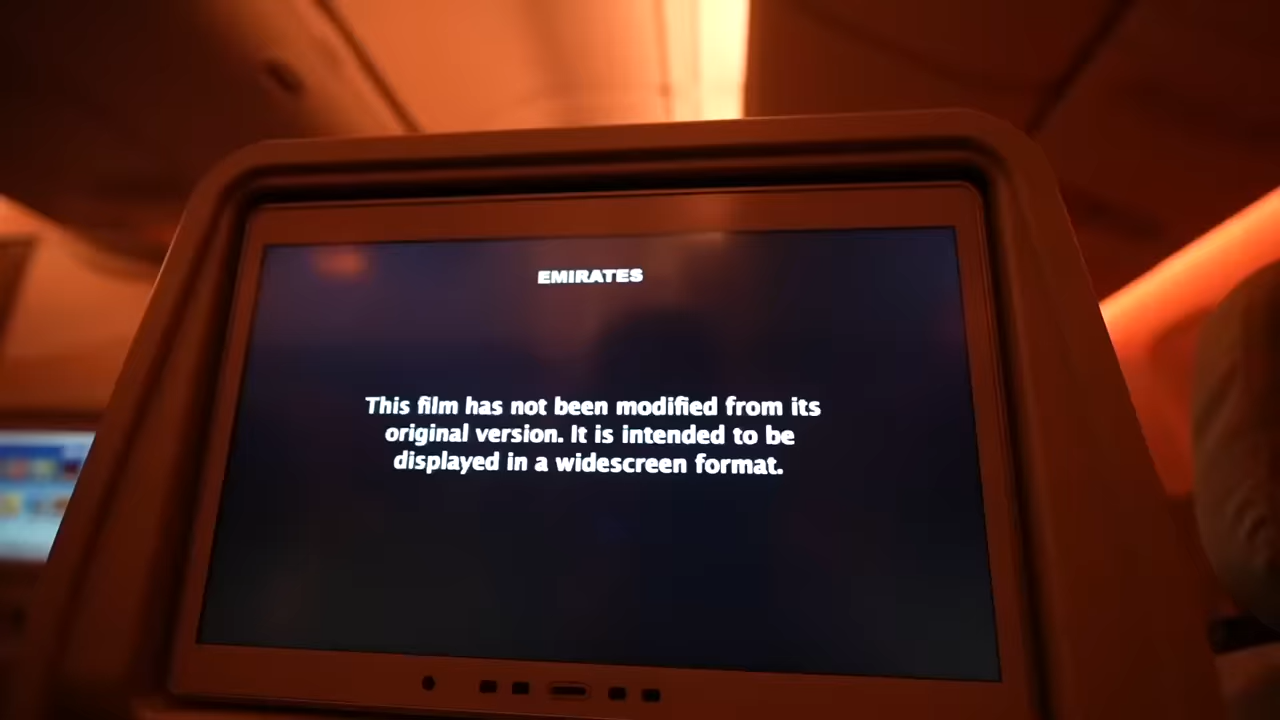 EMIRATES
This film has not been modified from its
original version. It is intended to be
displayed in a widescreen format.